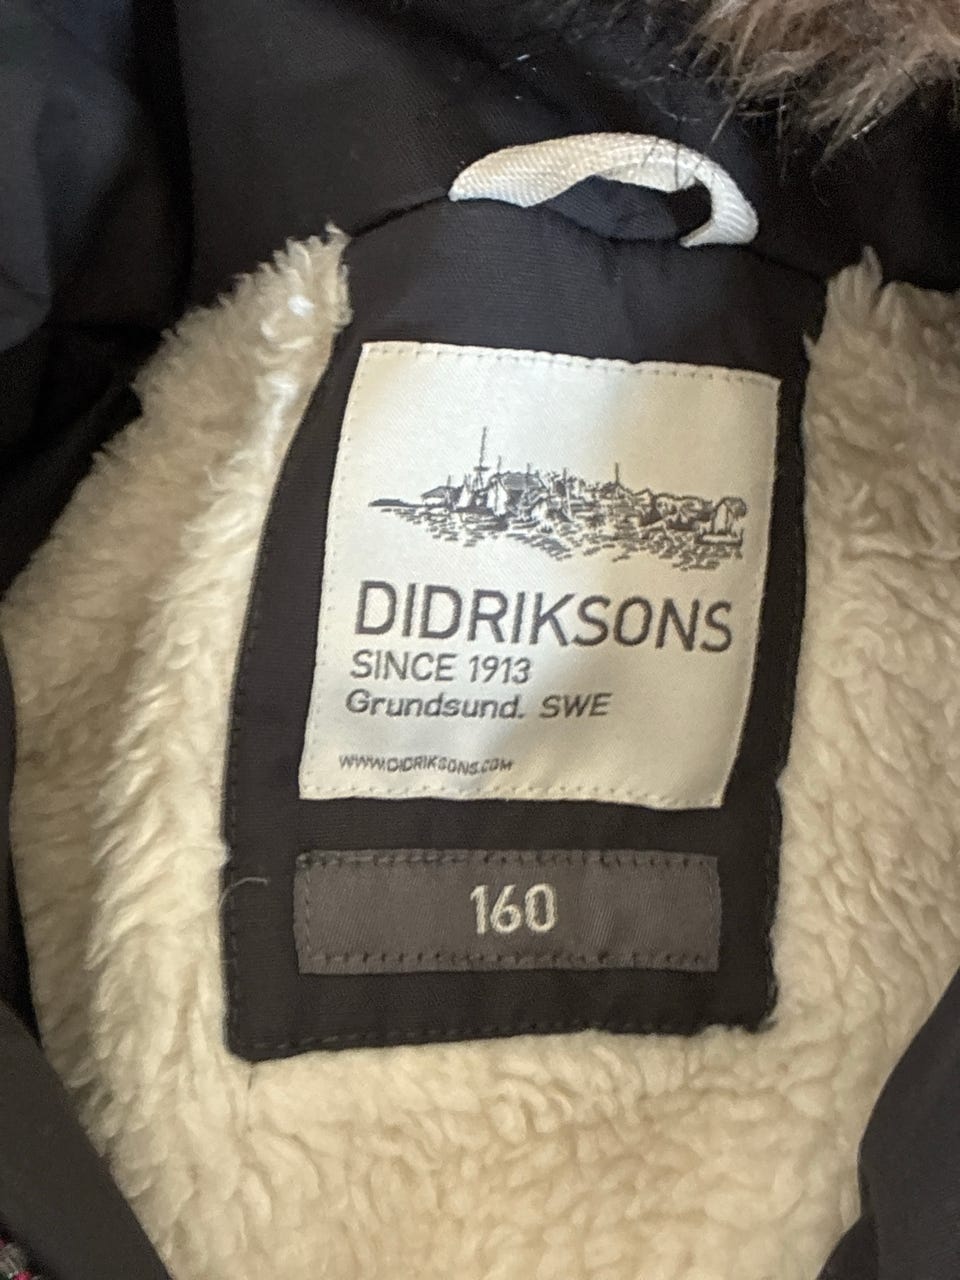 DIDRIKSONS
SINCE 1913
Grundsund. SWE
WWW.DIDRIKSONS.COM
160